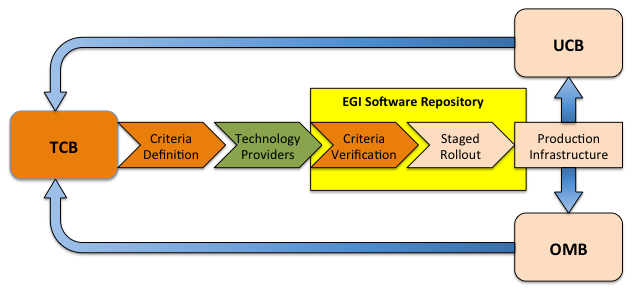 UCB
EGI Software Repository
TCB
Criteria
Definition
Technology
Providers
Criteria
Verification
Staged
Rollout
Production
Infrastructure
OMB